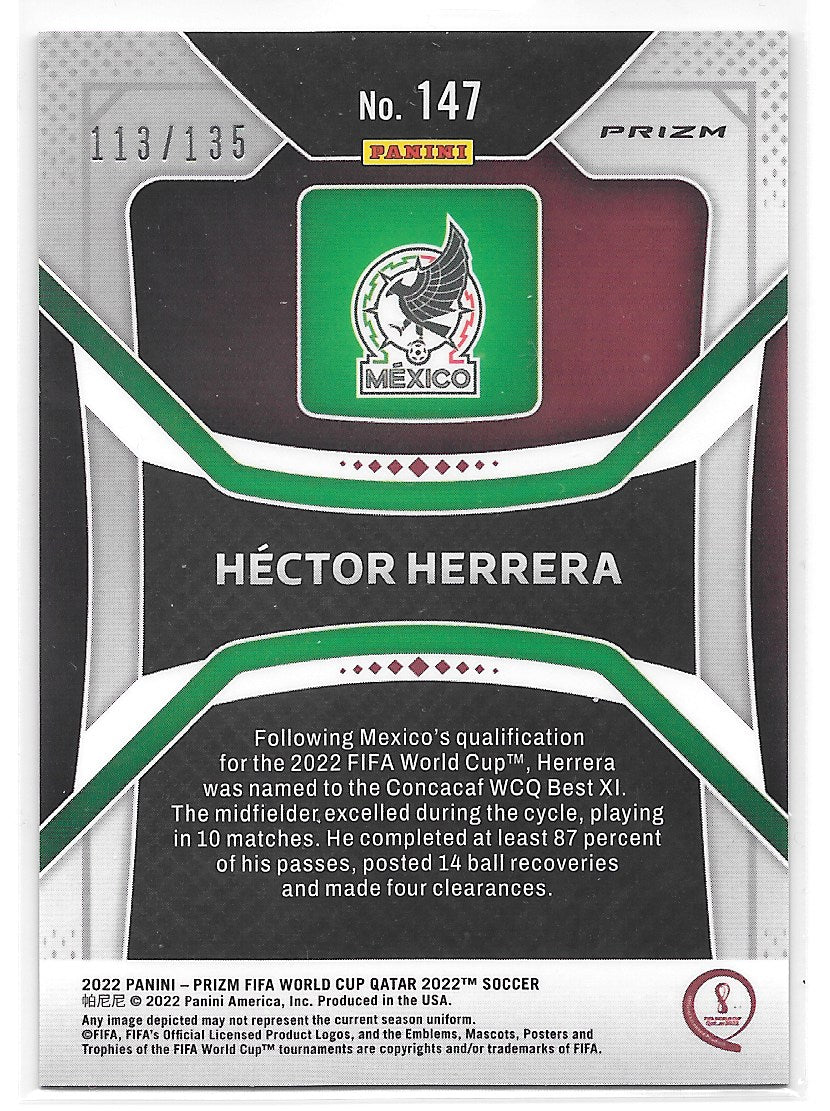 No. 147
113/135
PRIZM
PANINI
MÉXICO
HÉCTOR HERRERA
Following Mexico's qualification
for the 2022 FIFA World Cup™, Herrera
was named to the Concacaf WCQ Best XI.
The midfielder excelled during the cycle, playing
in 10 matches. He completed at least 87 percent
of his passes, posted 14 ball recoveries
and made four clearances.
2022 PANINI – PRIZM FIFA WORLD CUP QATAR 2022™ SOCCER
帕尼尼 © 2022 Panini America, Inc. Produced in the USA.
Any image depicted may not represent the current season uniform.
©FIFA, FIFA's Official Licensed Product Logos, and the Emblems, Mascots, Posters and
Trophies of the FIFA World Cup™ tournaments are copyrights and/or trademarks of FIFA.
FIFA WORLD CUP
Qatar2022